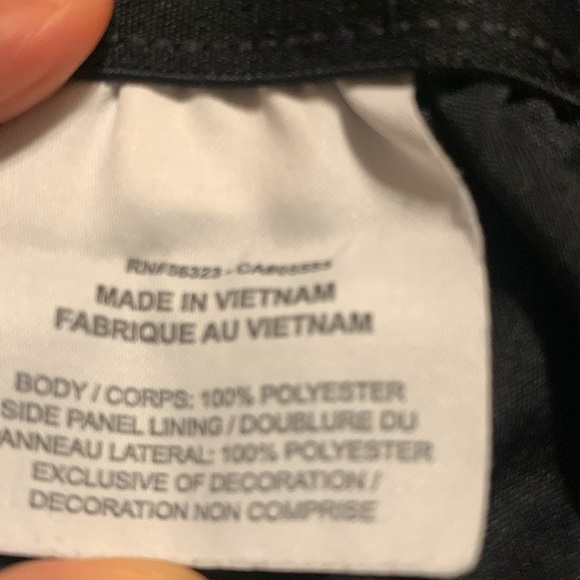 MADE IN VIETNAM
FABRIQUE AU VIETNAM
BODY / CORPS: 100% POLYESTER
SIDE PANEL LINING / DOUBLURE DU
ANNEAU LATERAL: 100% POLYESTER
EXCLUSIVE OF DECORATION /
DECORATION NON COMPRISE